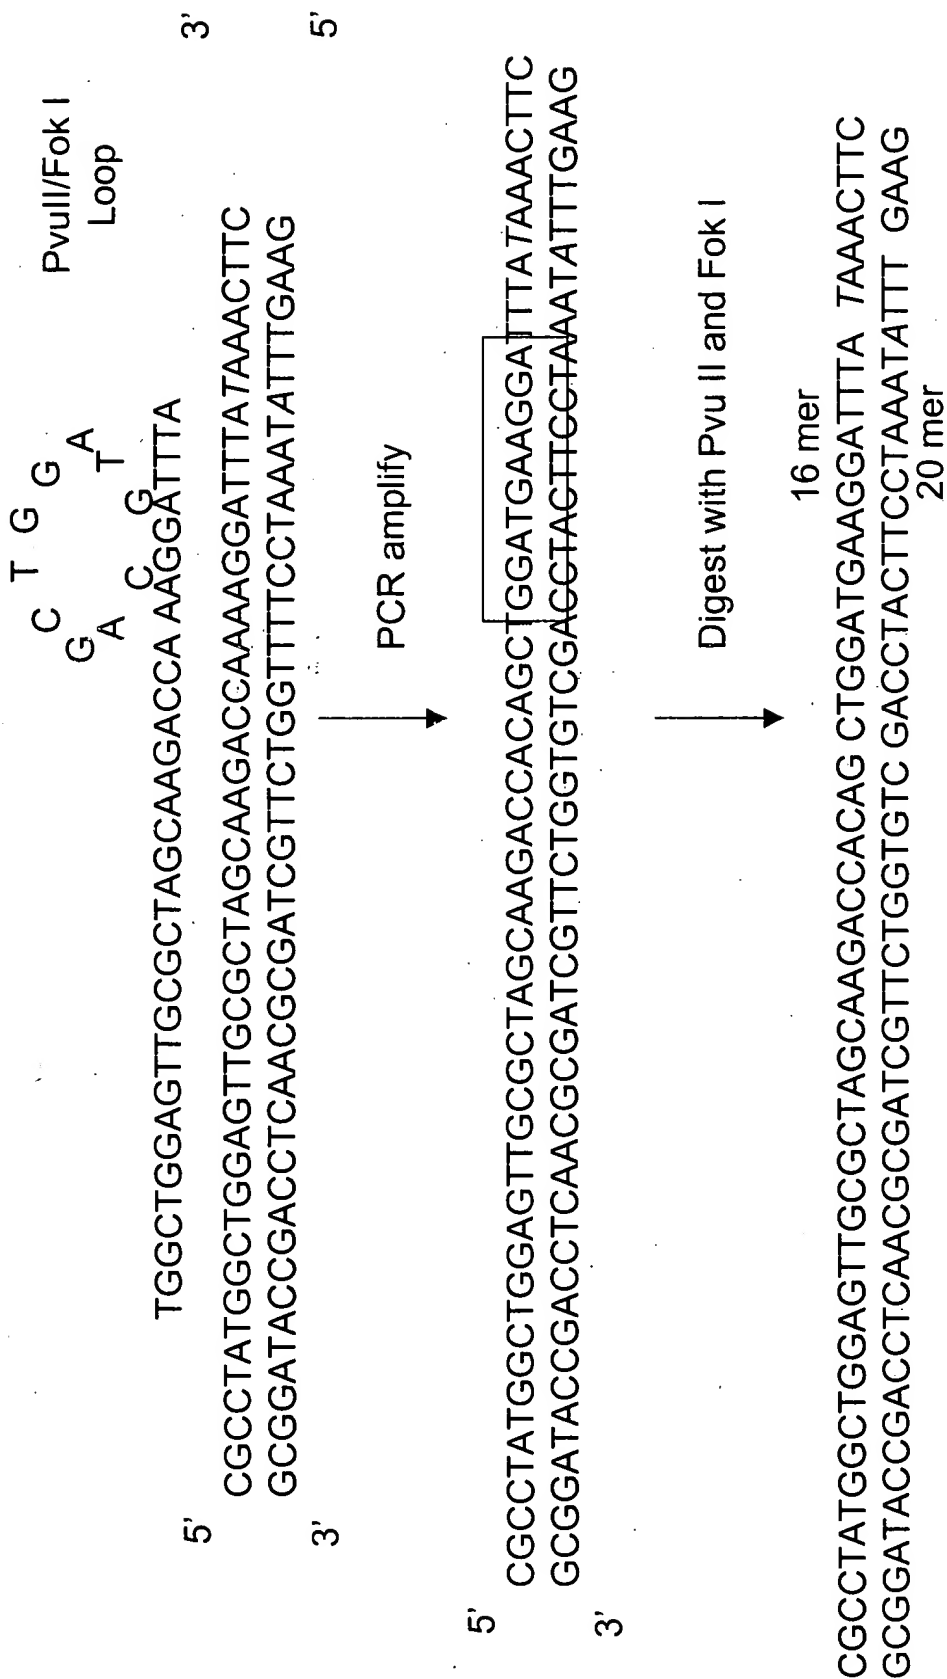 PvuII/Fok I
Loop
T G
C G
G A
A T
C G
TGGCTGGAGTTGCGCTAGCAAGACCA AAGGATTTA
5' 3'
CGCCTATGGCTGGAGTTGCGCTAGCAAGACCAAAAGGATTTATAAACTTC
GCGGATACCGACCTCAACGCGATCGTTCTGGTTTTCCTAAATATTTGAAG
3' 5'
PCR amplify
5'
CGCCTATGGCTGGAGTTGCGCTAGCAAGACCACAGCTGGATGAAGGATTTATAAACTTC
GCGGATACCGACCTCAACGCGATCGTTCTGGTGTCGACCTACTTCCTAAATATTTGAAG
3'
Digest with Pvu II and Fok I
16 mer
CGCCTATGGCTGGAGTTGCGCTAGCAAGACCACAG CTGGATGAAGGATTTA TAAACTTC
GCGGATACCGACCTCAACGCGATCGTTCTGGTGTC GACCTACTTCCTAAATATTT GAAG
20 mer